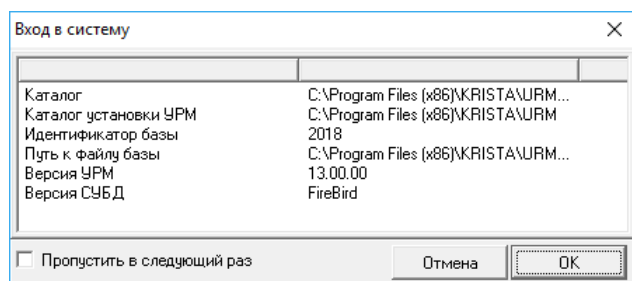 Вход в систему
Каталог C:\Program Files (x86)\KRISTA\URM...
Каталог установки УРМ C:\Program Files (x86)\KRISTA\URM
Идентификатор базы 2018
Путь к файлу базы C:\Program Files (x86)\KRISTA\URM...
Версия УРМ 13.00.00
Версия СУБД FireBird
Пропустить в следующий раз Отмена OK